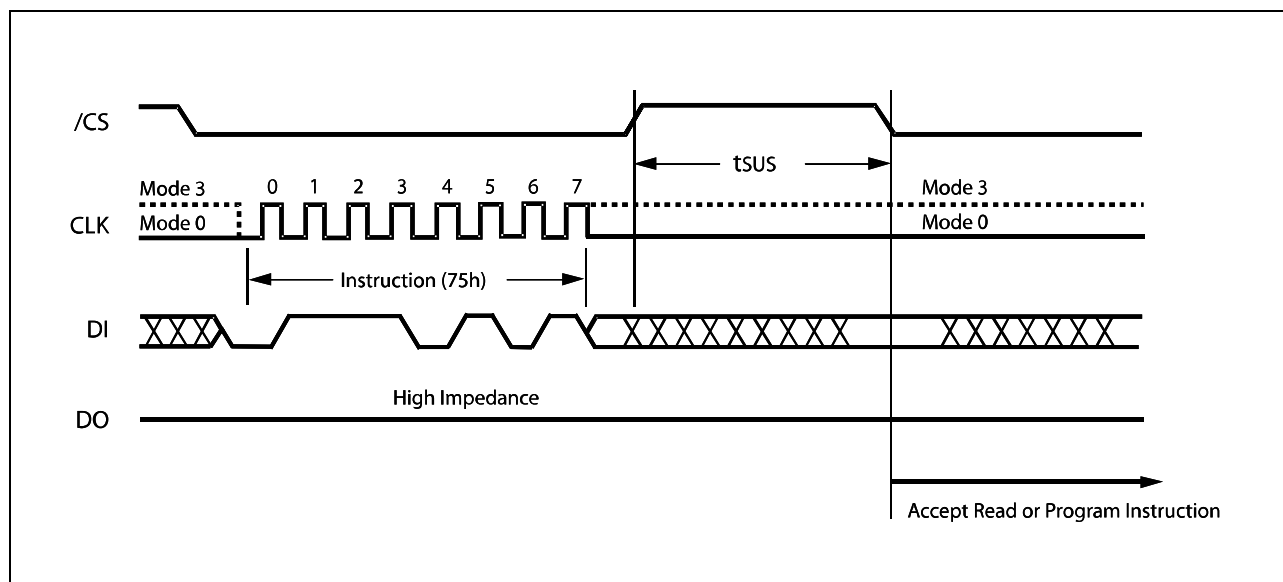 /CS
tSUS
Mode 3 0 1 2 3 4 5 6 7 Mode 3
CLK Mode 0 Mode 0
Instruction (75h)
DI
High Impedance
DO
Accept Read or Program Instruction